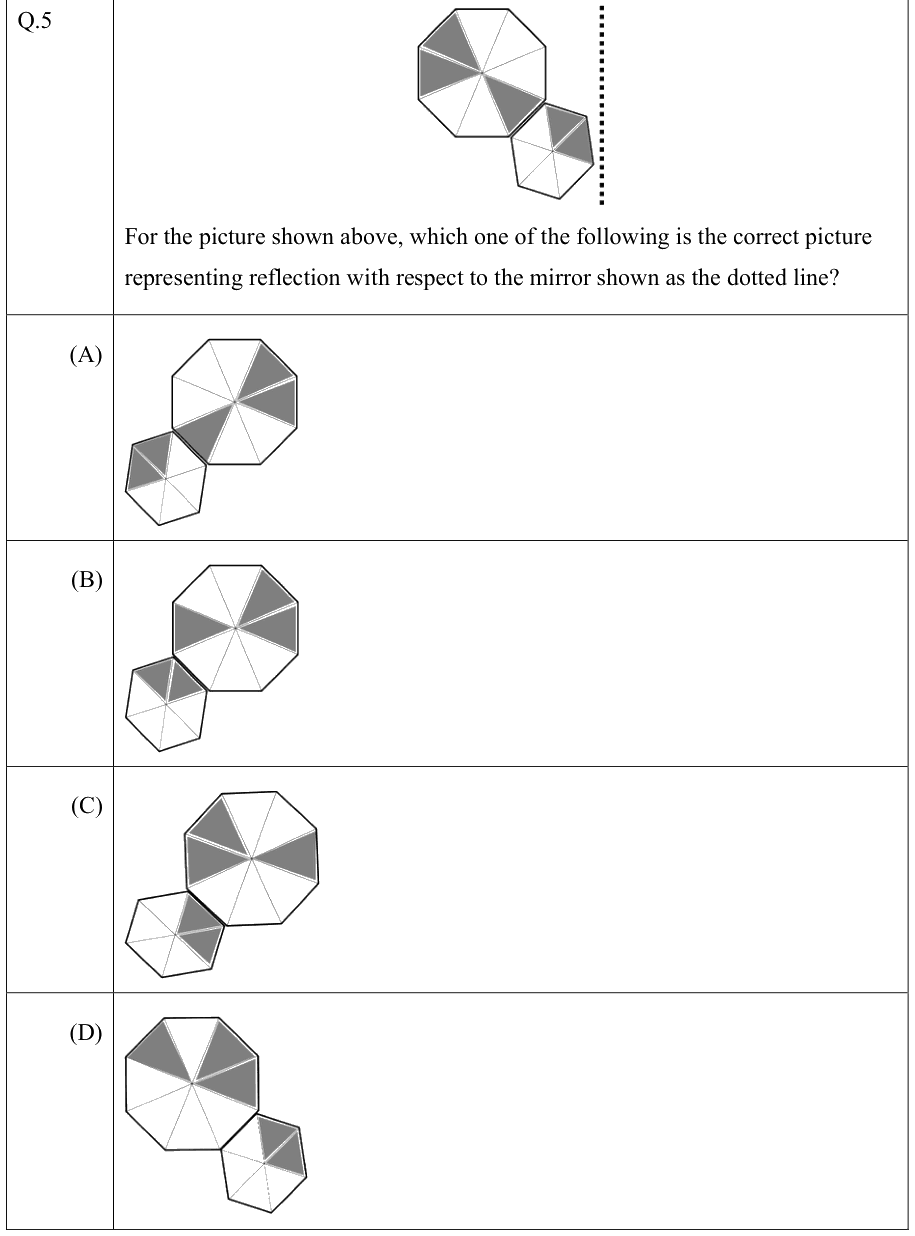 Q.5
For the picture shown above, which one of the following is the correct picture
representing reflection with respect to the mirror shown as the dotted line?
(A)
(B)
(C)
(D)